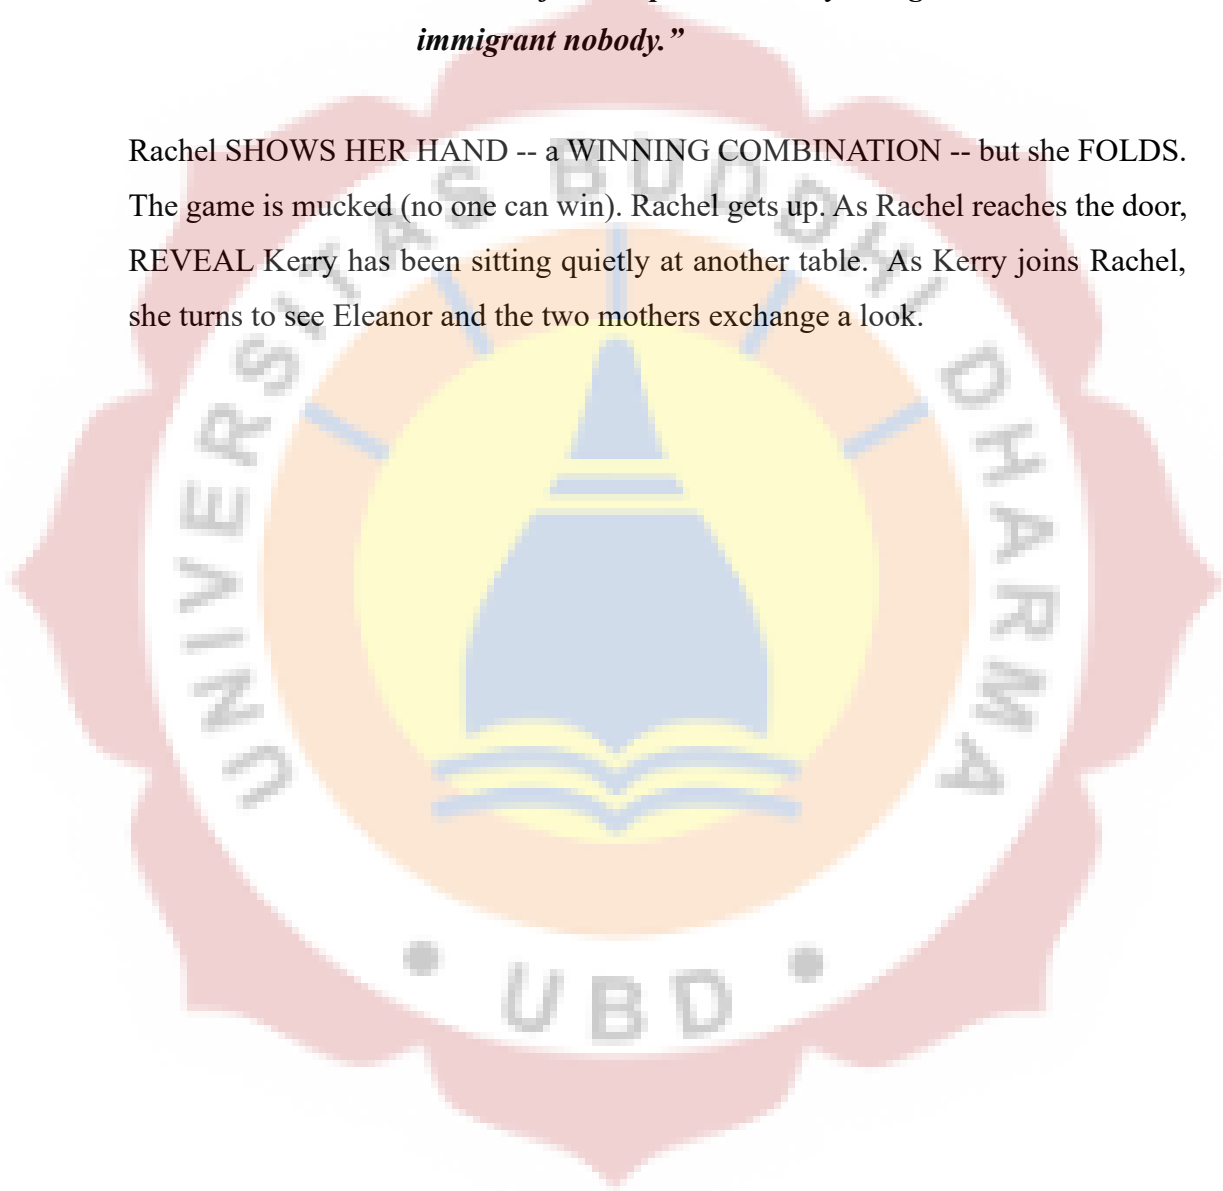 immigrant nobody.”
Rachel SHOWS HER HAND -- a WINNING COMBINATION -- but she FOLDS.
The game is mucked (no one can win). Rachel gets up. As Rachel reaches the door,
REVEAL Kerry has been sitting quietly at another table.  As Kerry joins Rachel,
she turns to see Eleanor and the two mothers exchange a look.
UNIVERSITAS BUDDHI DHARMA
• UBD •